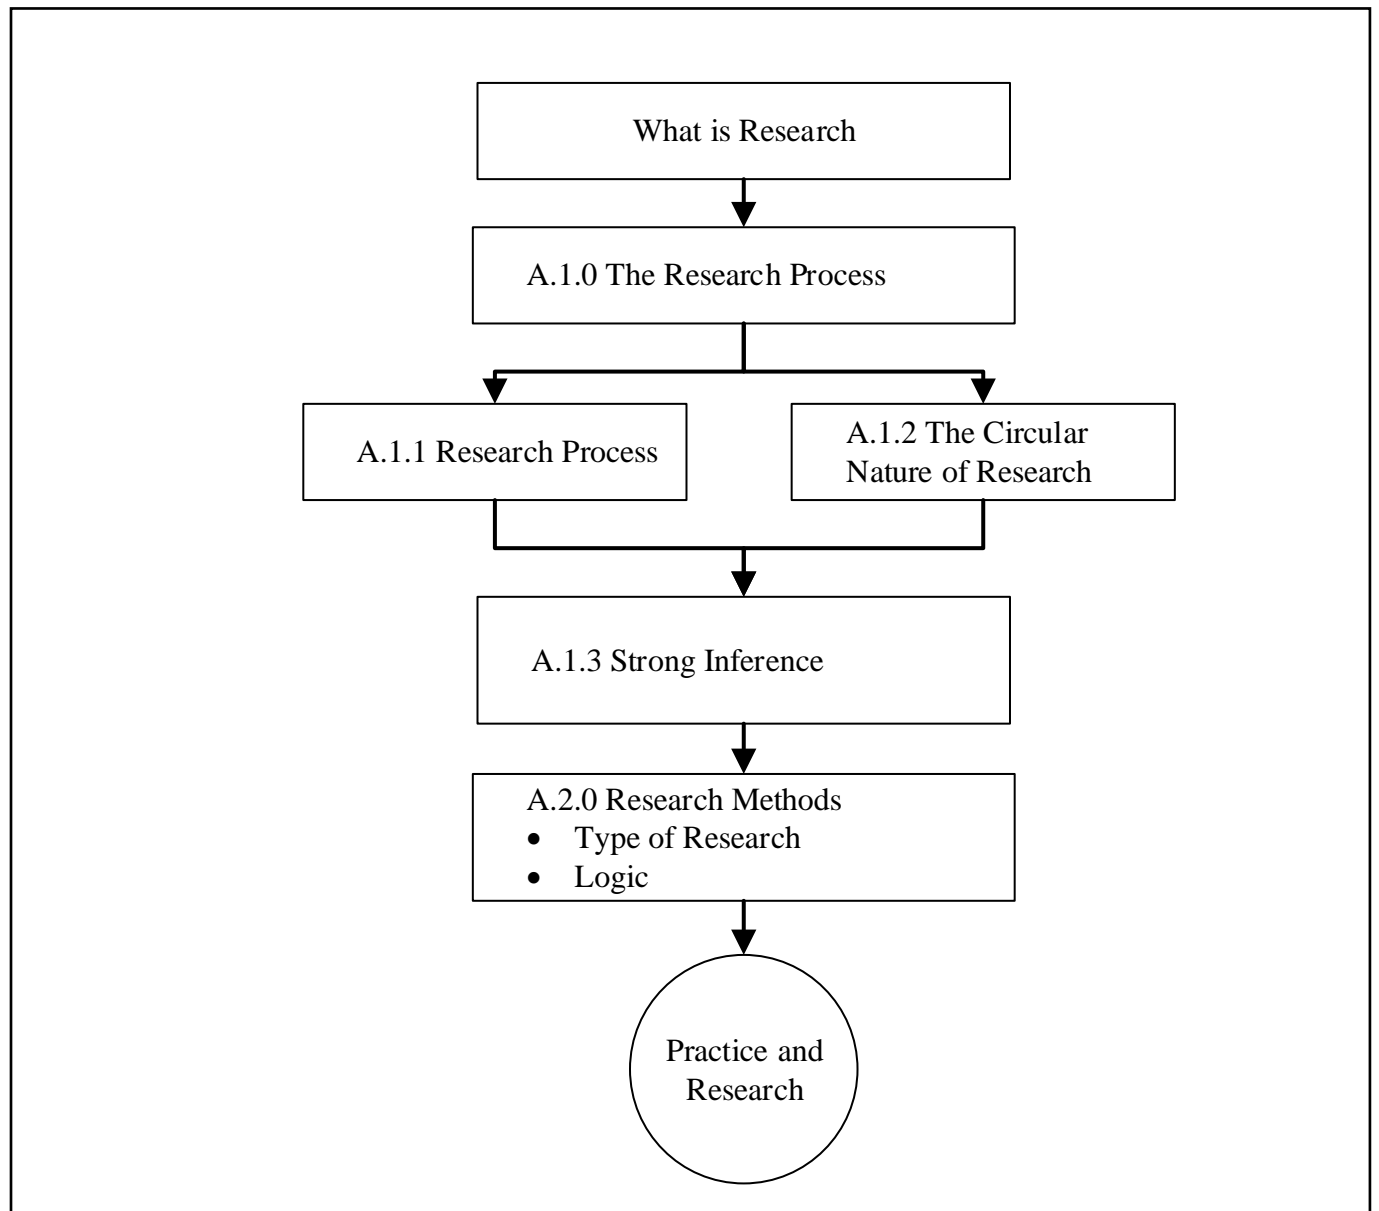 What is Research
A.1.0 The Research Process
A.1.1 Research Process
A.1.2 The Circular
Nature of Research
A.1.3 Strong Inference
A.2.0 Research Methods
• Type of Research
• Logic
Practice and
Research